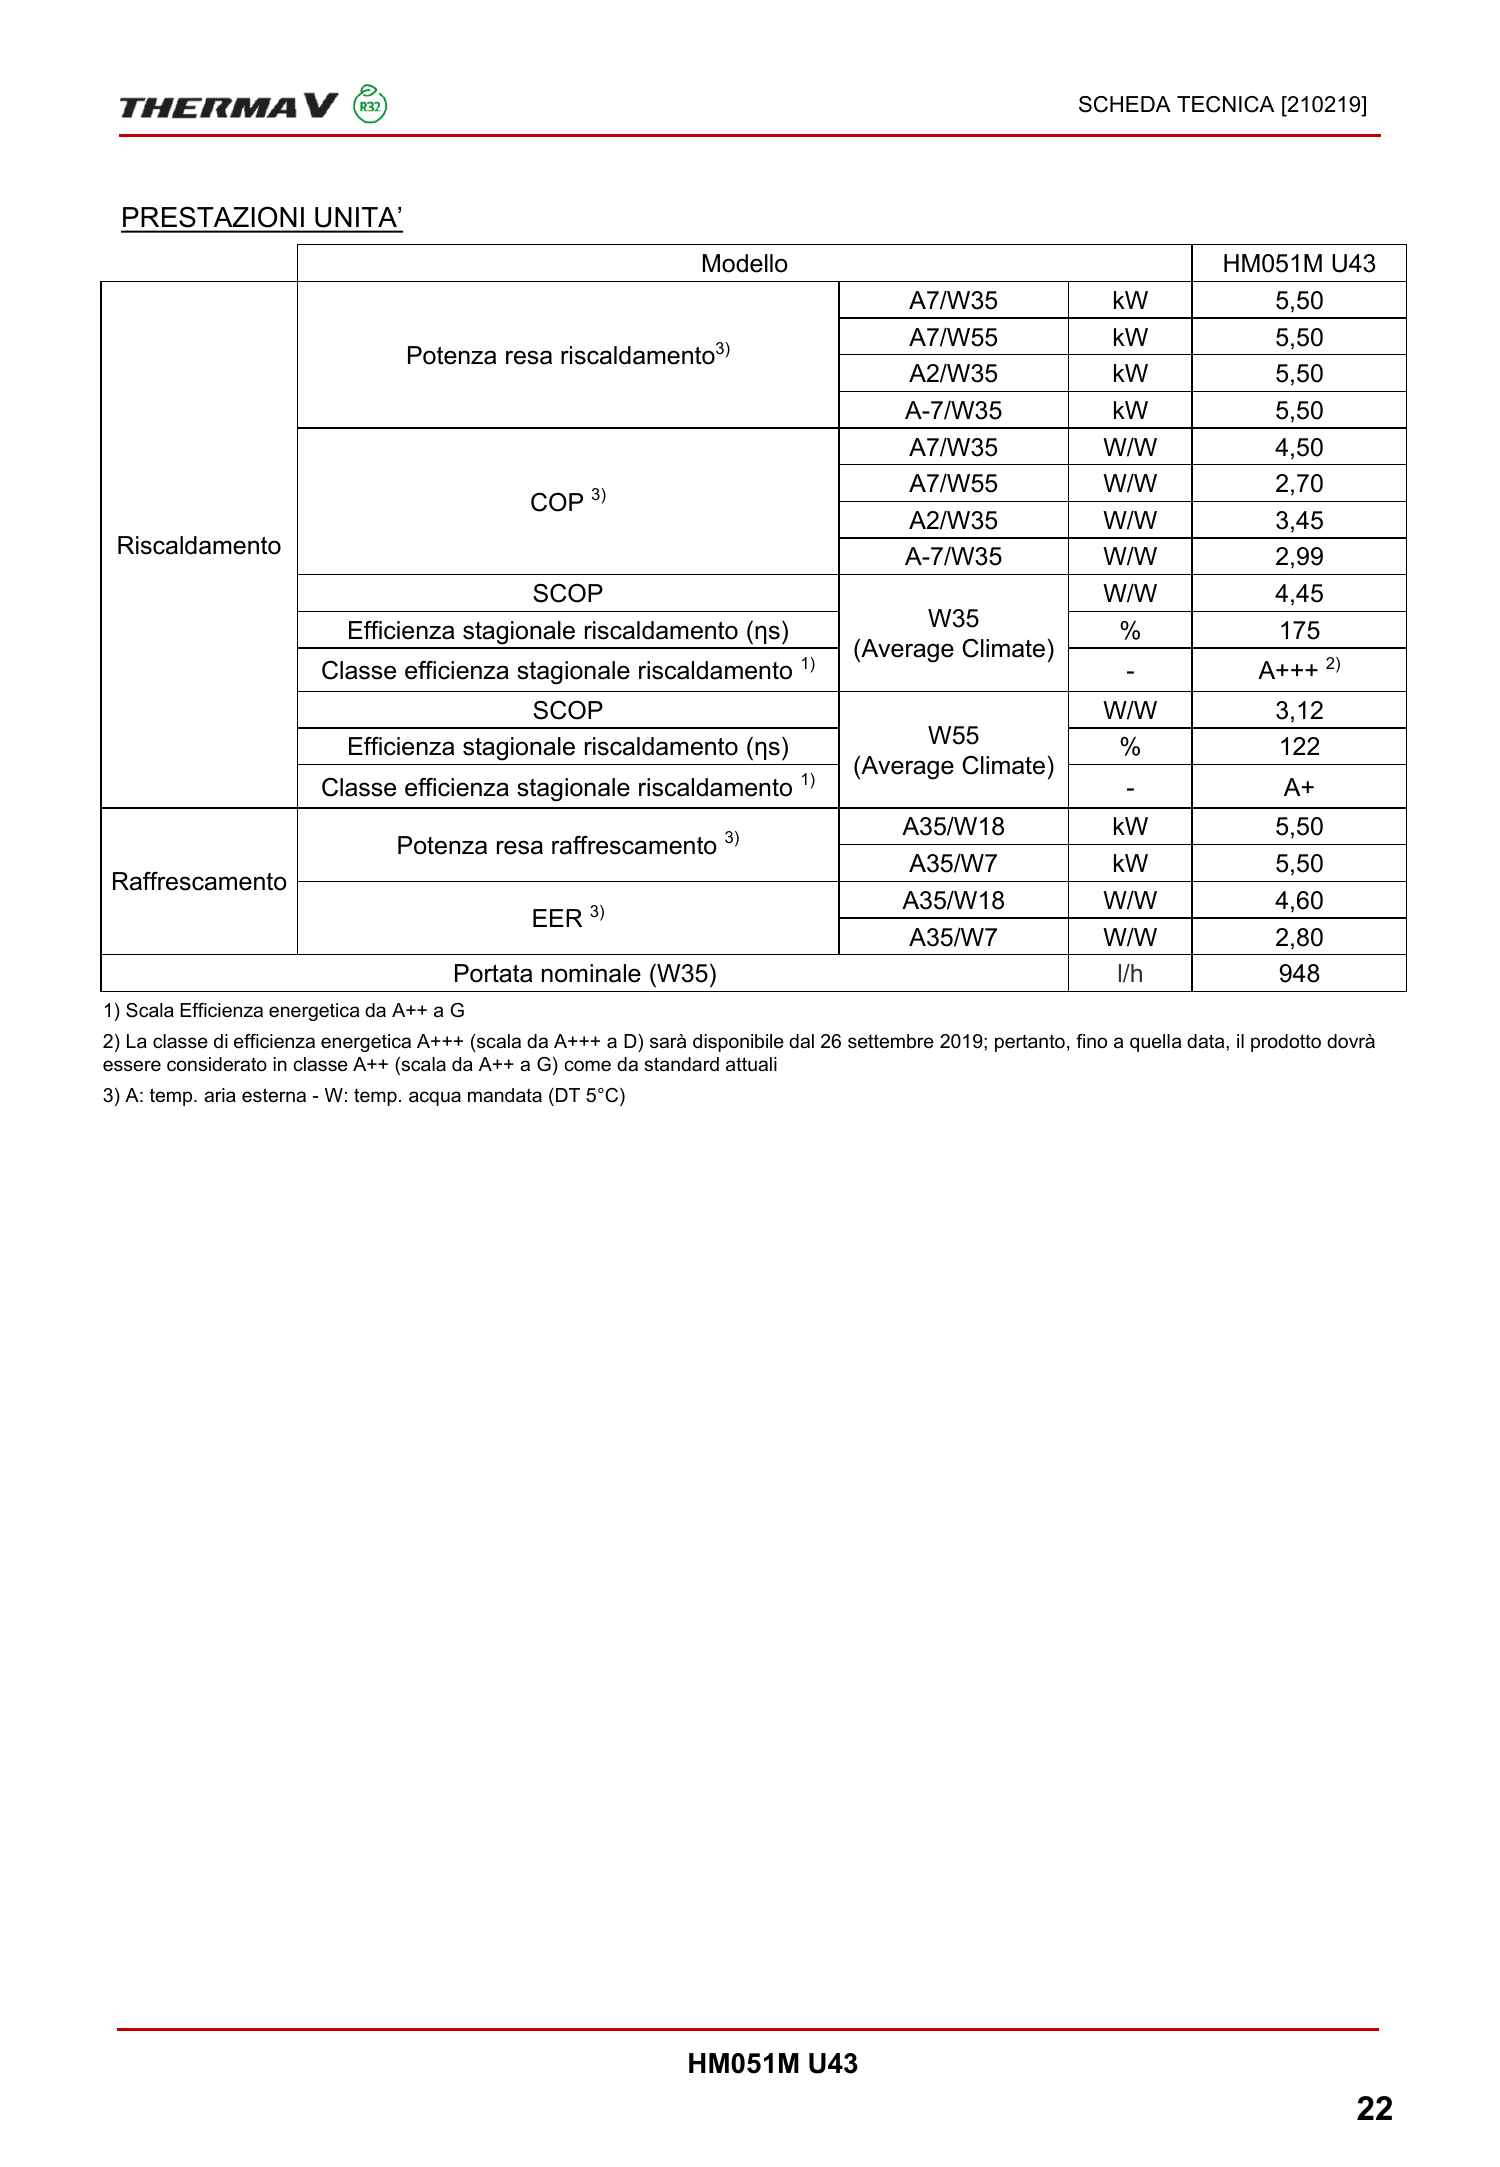 THERMA V R32
SCHEDA TECNICA [210219]
PRESTAZIONI UNITA’
Modello HM051M U43
Riscaldamento
Potenza resa riscaldamento3)
A7/W35 kW 5,50
A7/W55 kW 5,50
A2/W35 kW 5,50
A-7/W35 kW 5,50
COP 3)
A7/W35 W/W 4,50
A7/W55 W/W 2,70
A2/W35 W/W 3,45
A-7/W35 W/W 2,99
SCOP W/W 4,45
W35
(Average Climate)
Efficienza stagionale riscaldamento (ηs) % 175
Classe efficienza stagionale riscaldamento 1) - A+++ 2)
SCOP W/W 3,12
W55
(Average Climate)
Efficienza stagionale riscaldamento (ηs) % 122
Classe efficienza stagionale riscaldamento 1) - A+
Raffrescamento
Potenza resa raffrescamento 3)
A35/W18 kW 5,50
A35/W7 kW 5,50
EER 3)
A35/W18 W/W 4,60
A35/W7 W/W 2,80
Portata nominale (W35) l/h 948
1) Scala Efficienza energetica da A++ a G
2) La classe di efficienza energetica A+++ (scala da A+++ a D) sarà disponibile dal 26 settembre 2019; pertanto, fino a quella data, il prodotto dovrà
essere considerato in classe A++ (scala da A++ a G) come da standard attuali
3) A: temp. aria esterna - W: temp. acqua mandata (DT 5°C)
HM051M U43
22